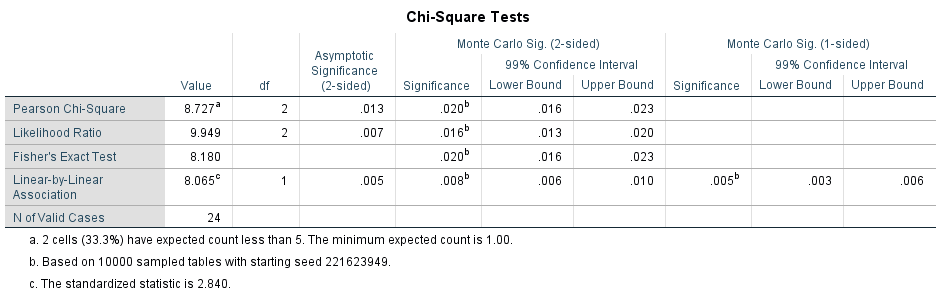 Chi-Square Tests
Monte Carlo Sig. (2-sided) Monte Carlo Sig. (1-sided)
Asymptotic Significance (2-sided) 99% Confidence Interval 99% Confidence Interval
Value df Significance Lower Bound Upper Bound Significance Lower Bound Upper Bound
Pearson Chi-Square 8.727a 2 .013 .020b .016 .023
Likelihood Ratio 9.949 2 .007 .016b .013 .020
Fisher's Exact Test 8.180 .020b .016 .023
Linear-by-Linear Association 8.065c 1 .005 .008b .006 .010 .005b .003 .006
N of Valid Cases 24
a. 2 cells (33.3%) have expected count less than 5. The minimum expected count is 1.00.
b. Based on 10000 sampled tables with starting seed 221623949.
c. The standardized statistic is 2.840.